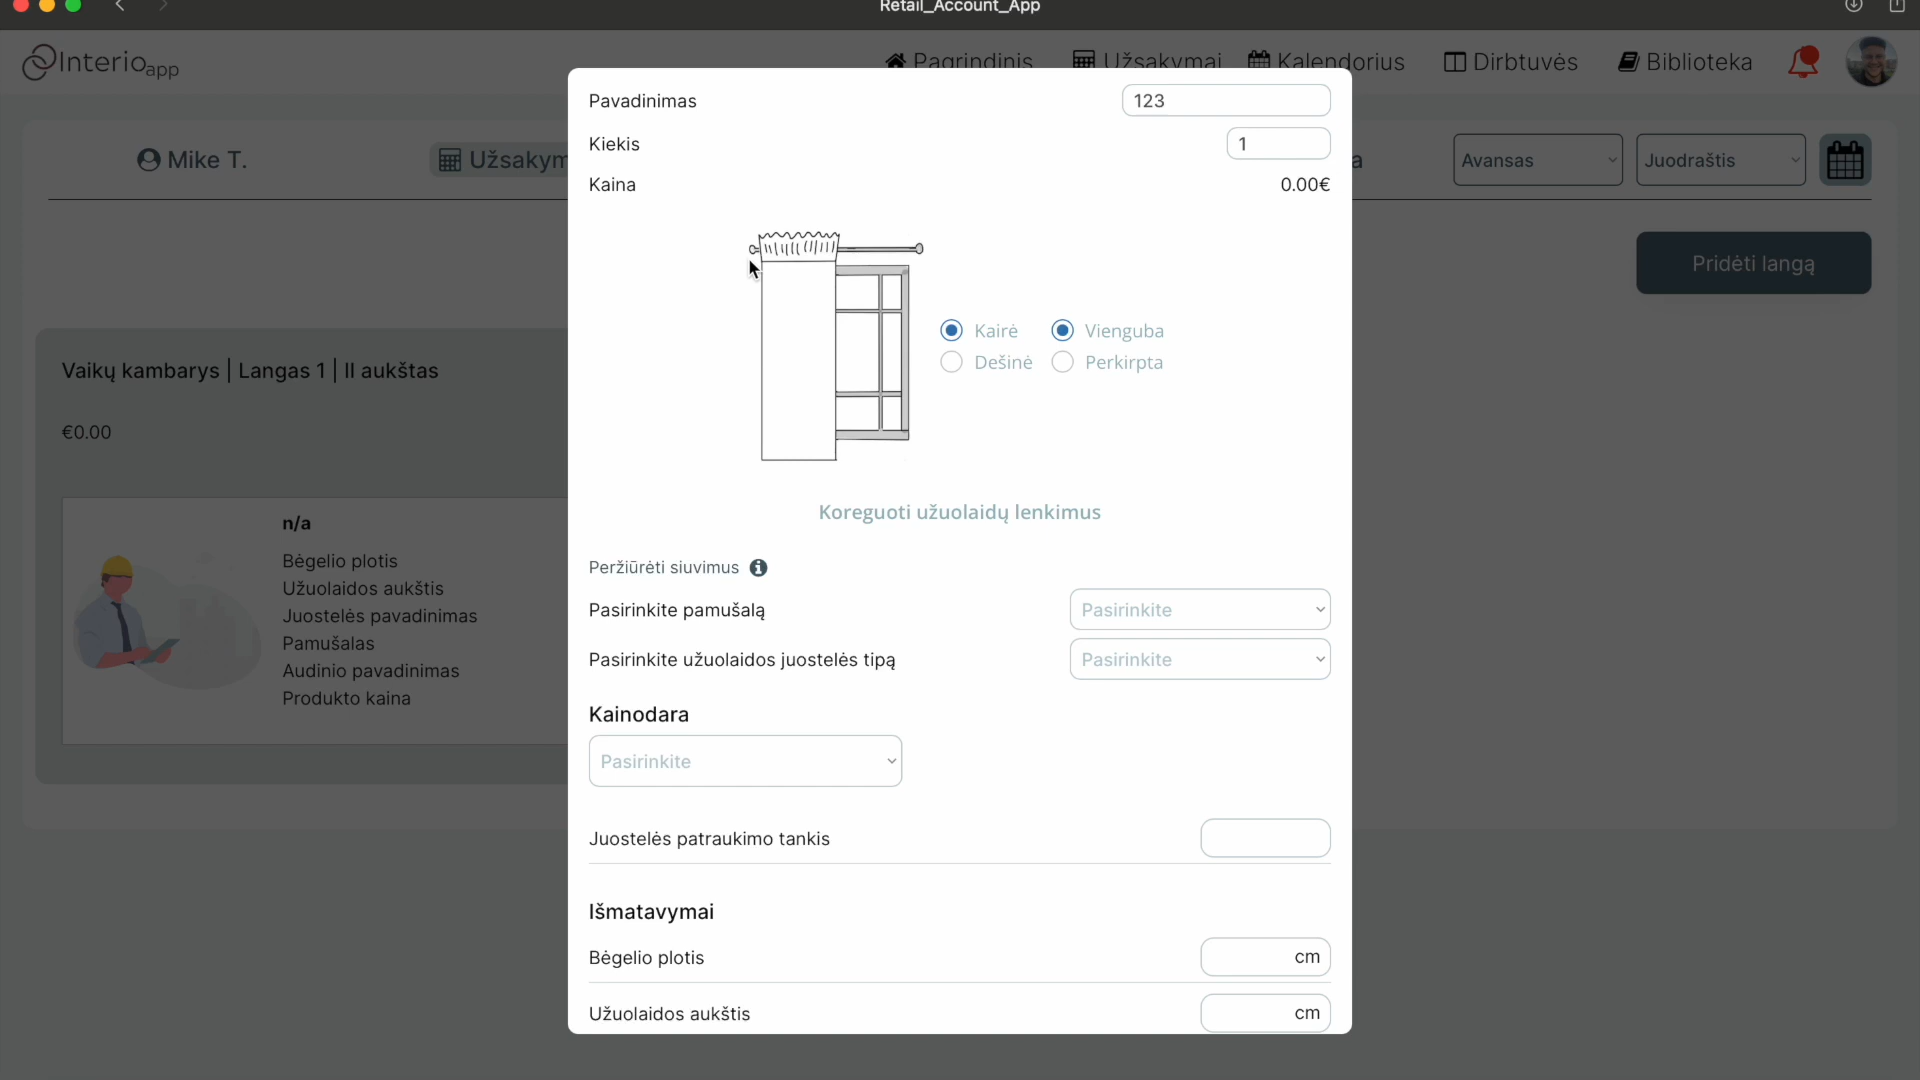 Retail_Account_App
Interioapp
Pagrindinis
Užsakymai
Kalendorius
Dirbtuvės
Biblioteka
Mike T.
Užsakym
a
Avansas
Juodraštis
Pridėti langą
Vaikų kambarys | Langas 1 | II aukštas
€0.00
n/a
Bėgelio plotis
Užuolaidos aukštis
Juostelės pavadinimas
Pamušalas
Audinio pavadinimas
Produkto kaina
Pavadinimas 123
Kiekis 1
Kaina 0.00€
Kairė Vienguba
Dešinė Perkirpta
Koreguoti užuolaidų lenkimus
Peržiūrėti siuvimus
Pasirinkite pamušalą Pasirinkite
Pasirinkite užuolaidos juostelės tipą Pasirinkite
Kainodara
Pasirinkite
Juostelės patraukimo tankis
Išmatavymai
Bėgelio plotis cm
Užuolaidos aukštis cm